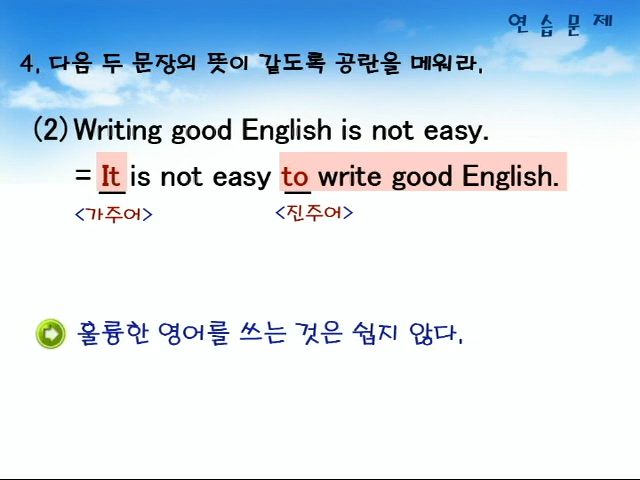 연습문제
4. 다음 두 문장의 뜻이 같도록 공란을 메워라.
(2) Writing good English is not easy.
= It is not easy to write good English.
<가주어> <진주어>
훌륭한 영어를 쓰는 것은 쉽지 않다.